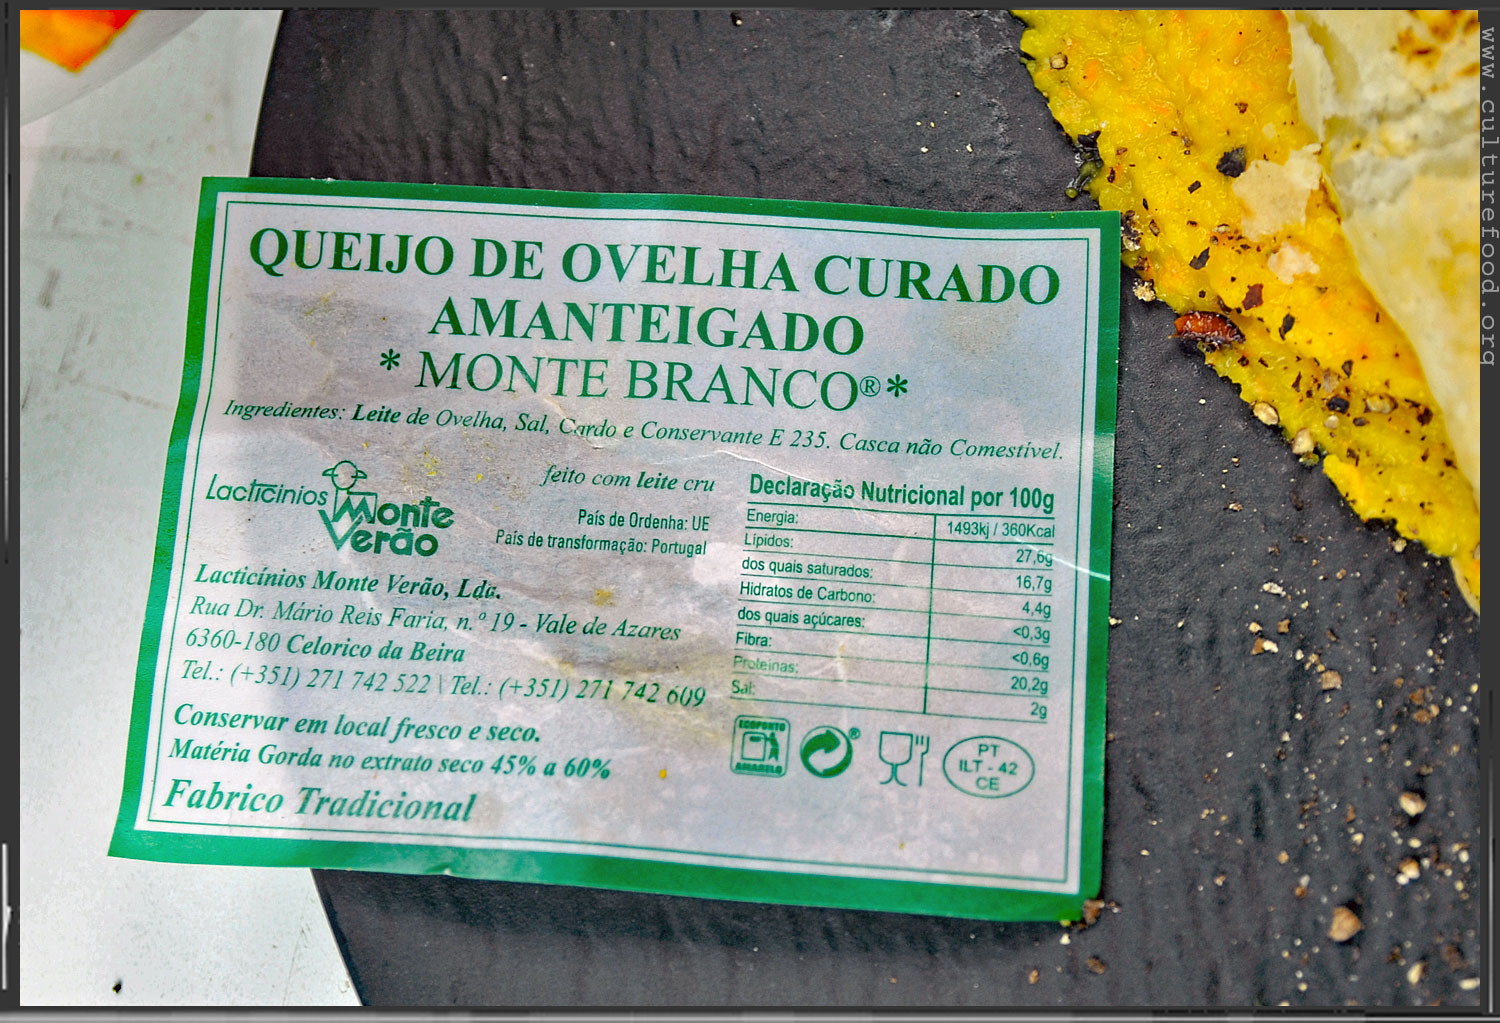 QUEIJO DE OVELHA CURADO
AMANTEIGADO
* MONTE BRANCO®*
Ingredientes: Leite de Ovelha, Sal, Cardo e Conservante E 235. Casca não Comestível.
Lacticínios
Monte
Verão
feito com leite cru
País de Ordenha: UE
País de transformação: Portugal
Lacticínios Monte Verão, Lda.
Rua Dr. Mário Reis Faria, n.º 19 - Vale de Azares
6360-180 Celorico da Beira
Tel.: (+351) 271 742 522 \ Tel.: (+351) 271 742 609
Conservar em local fresco e seco.
Matéria Gorda no extrato seco 45% a 60%
Fabrico Tradicional
Declaração Nutricional por 100g
Energia: 1493kj / 360Kcal
Lípidos: 27,6g
dos quais saturados: 16,7g
Hidratos de Carbono: 4,4g
dos quais açúcares: <0,3g
Fibra: <0,6g
Proteínas: 20,2g
Sal: 2g
ECOPONTO
AMARELO
®
PT
ILT - 42
CE
www.culturefood.org